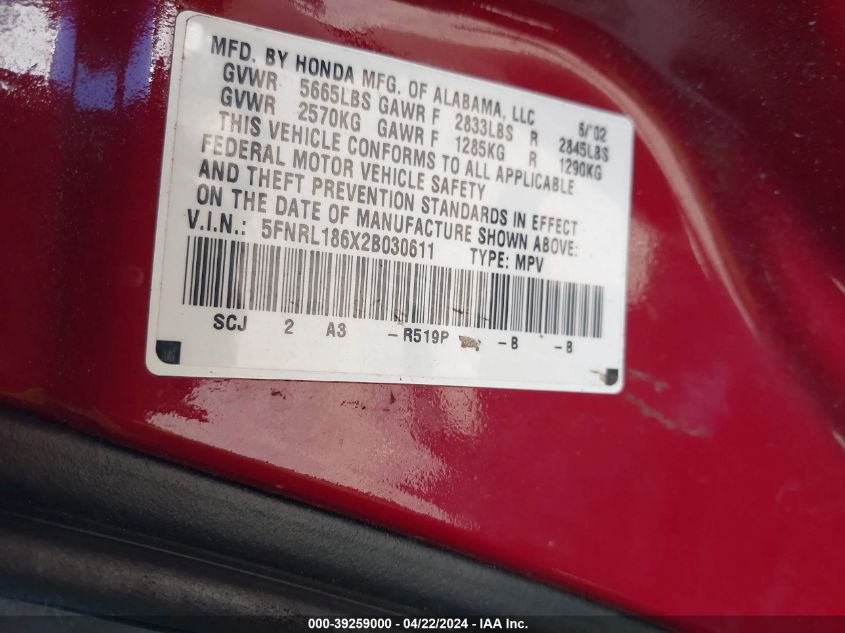 MFD. BY HONDA MFG. OF ALABAMA, LLC 6/02
GVWR 5665LBS GAWR F 2833LBS R 2845LBS
GVWR 2570KG GAWR F 1285KG R 1290KG
THIS VEHICLE CONFORMS TO ALL APPLICABLE
FEDERAL MOTOR VEHICLE SAFETY
AND THEFT PREVENTION STANDARDS IN EFFECT
ON THE DATE OF MANUFACTURE SHOWN ABOVE:
V.I.N.: 5FNRL186X2B030611 TYPE: MPV
SCJ 2 A3 -R519P -B -B
000-39259000 - 04/22/2024 - IAA Inc.